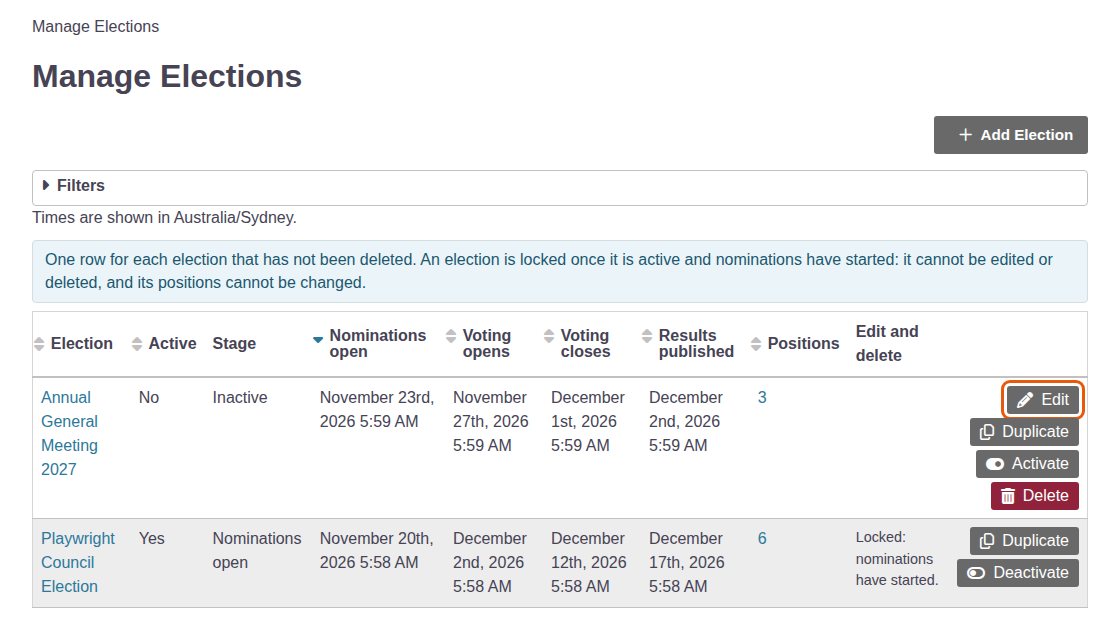 Manage Elections
Manage Elections
Add Election
Filters
Times are shown in Australia/Sydney.
One row for each election that has not been deleted. An election is locked once it is active and nominations have started: it cannot be edited or
deleted, and its positions cannot be changed.
Election Active Stage Nominations open Voting opens Voting closes Results published Positions Edit and delete
Annual General Meeting 2027 No Inactive November 23rd, 2026 5:59 AM November 27th, 2026 5:59 AM December 1st, 2026 5:59 AM December 2nd, 2026 5:59 AM 3
Edit
Duplicate
Activate
Delete
Playwright Council Election Yes Nominations open November 20th, 2026 5:58 AM December 2nd, 2026 5:58 AM December 12th, 2026 5:58 AM December 17th, 2026 5:58 AM 6 Locked: nominations have started.
Duplicate
Deactivate